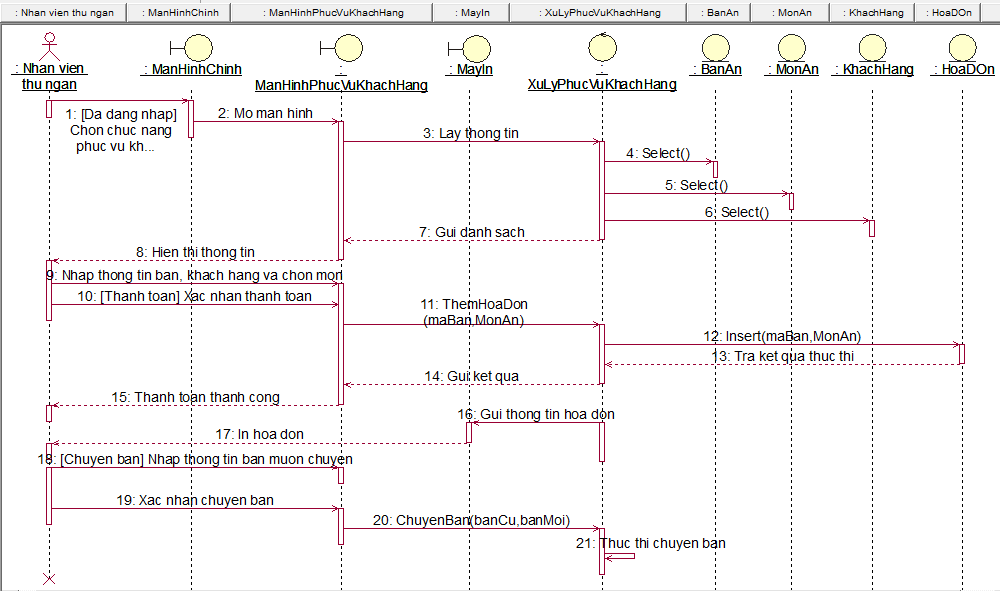 : Nhan vien thu ngan
: ManHinhChinh
: ManHinhPhucVuKhachHang
: MayIn
: XuLyPhucVuKhachHang
: BanAn
: MonAn
: KhachHang
: HoaDOn
: Nhan vien
thu ngan
: ManHinhChinh
:
ManHinhPhucVuKhachHang
: MayIn
:
XuLyPhucVuKhachHang
: BanAn
: MonAn
: KhachHang
: HoaDOn
1: [Da dang nhap]
Chon chuc nang
phuc vu kh...
2: Mo man hinh
3: Lay thong tin
4: Select()
5: Select()
6: Select()
7: Gui danh sach
8: Hien thi thong tin
9: Nhap thong tin ban, khach hang va chon mon
10: [Thanh toan] Xac nhan thanh toan
11: ThemHoaDon
(maBan,MonAn)
12: Insert(maBan,MonAn)
13: Tra ket qua thuc thi
14: Gui ket qua
15: Thanh toan thanh cong
16: Gui thong tin hoa don
17: In hoa don
18: [Chuyen ban] Nhap thong tin ban muon chuyen
19: Xac nhan chuyen ban
20: ChuyenBan(banCu,banMoi)
21: Thuc thi chuyen ban